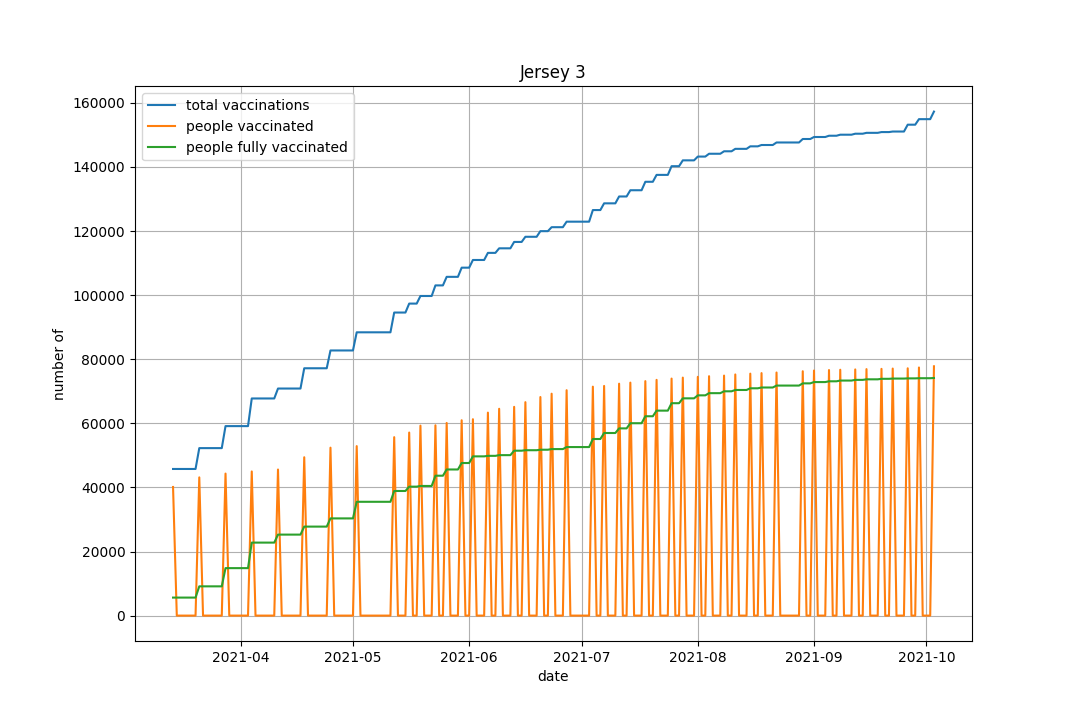 Jersey 3
total vaccinations
people vaccinated
people fully vaccinated
160000
140000
120000
100000
80000
60000
40000
20000
0
number of
2021-04 2021-05 2021-06 2021-07 2021-08 2021-09 2021-10
date